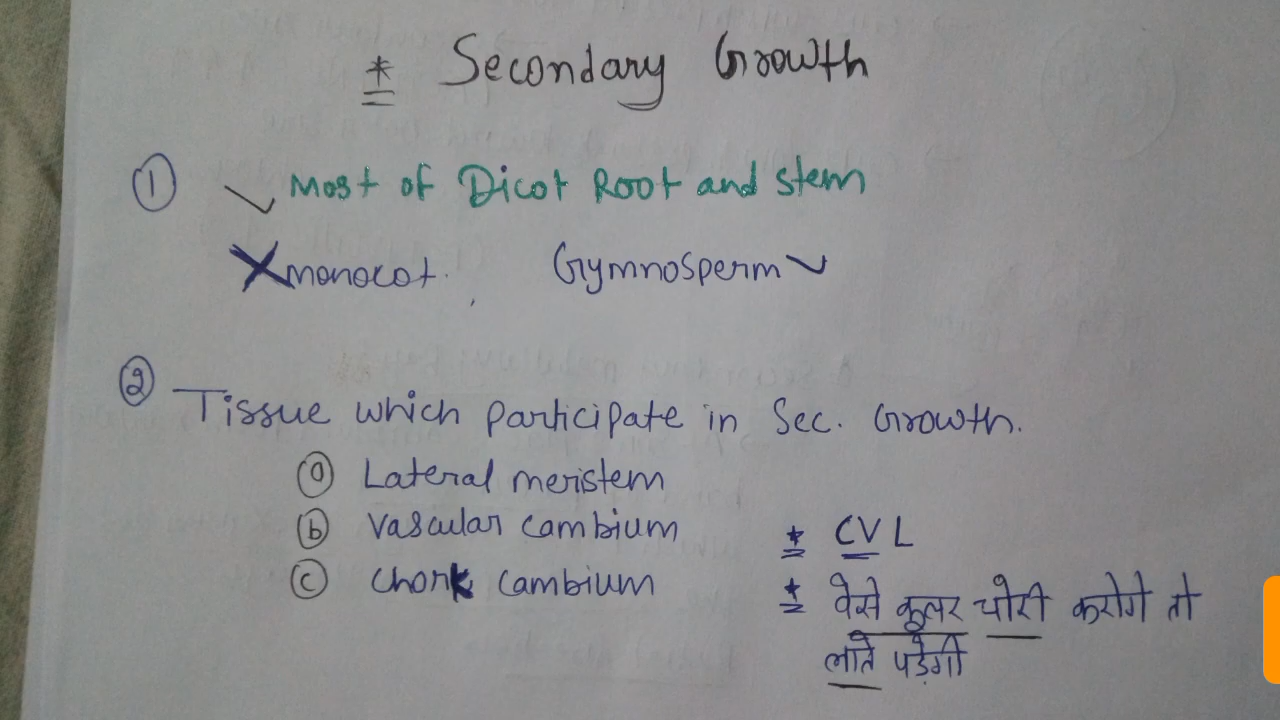 * Secondary Growth
① Most of Dicot Root and stem
X monocot. Gymnosperm
② Tissue which participate in Sec. Growth.
ⓐ Lateral meristem
ⓑ vascular cambium
ⓒ chork cambium
* CVL
* वैसे कूलर चोरी करोगे तो
लाते पड़ेगी